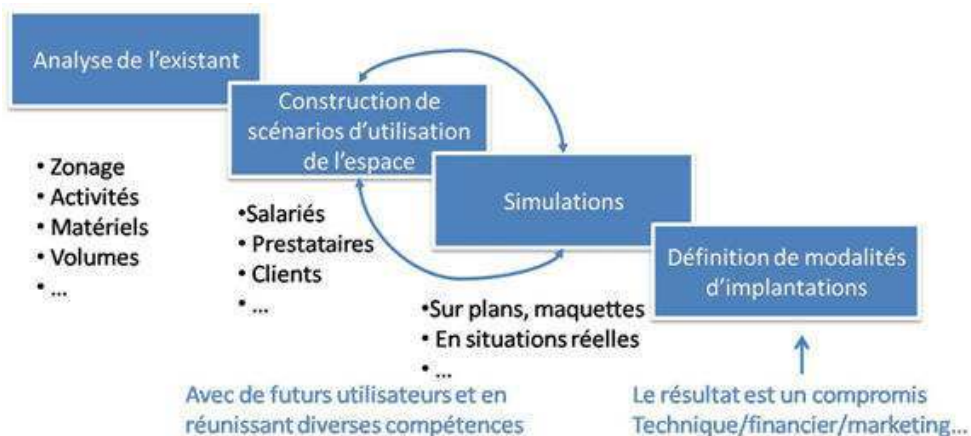 Analyse de l'existant
Construction de
scénarios d'utilisation
de l'espace
• Zonage
• Activités
• Matériels
• Volumes
• ...
•Salariés
• Prestataires
• Clients
• ...
Simulations
•Sur plans, maquettes
• En situations réelles
• ...
Définition de modalités
d'implantations
Avec de futurs utilisateurs et en
réunissant diverses compétences
Le résultat est un compromis
Technique/financier/marketing...